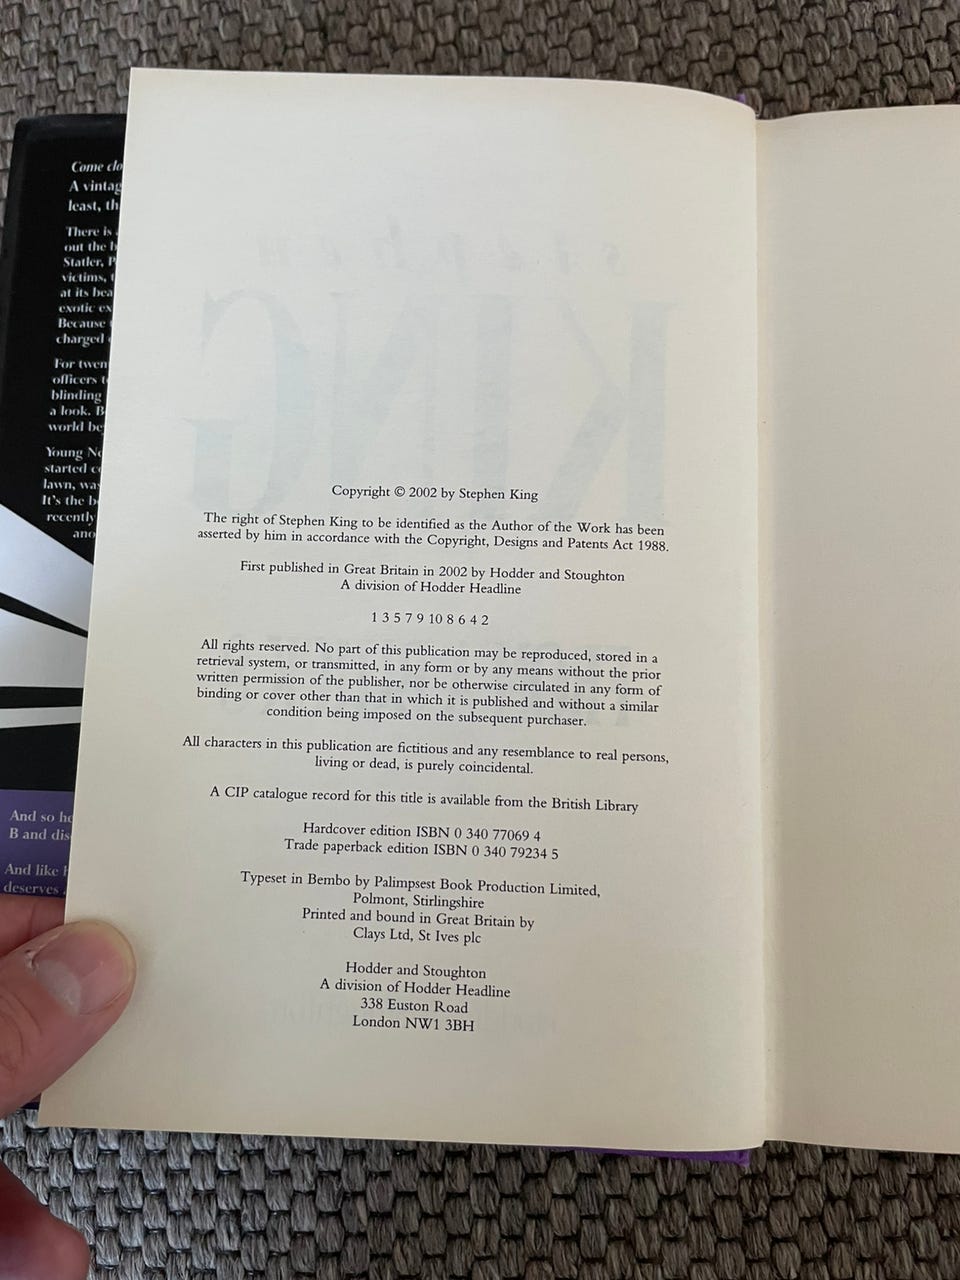 Come clo
A vintag
least, th
There is
out the b
Statler, P
victims, t
at its bea
exotic ex
Because
charged
For twen
officers t
blinding
a look. B
world be
Young Ne
started c
lawn, wa
It's the b
recently
ano
And so he
B and dis
And like
deserves
stephen
KING
Copyright © 2002 by Stephen King
The right of Stephen King to be identified as the Author of the Work has been
asserted by him in accordance with the Copyright, Designs and Patents Act 1988.
First published in Great Britain in 2002 by Hodder and Stoughton
A division of Hodder Headline
1 3 5 7 9 10 8 6 4 2
All rights reserved. No part of this publication may be reproduced, stored in a
retrieval system, or transmitted, in any form or by any means without the prior
written permission of the publisher, nor be otherwise circulated in any form of
binding or cover other than that in which it is published and without a similar
condition being imposed on the subsequent purchaser.
All characters in this publication are fictitious and any resemblance to real persons,
living or dead, is purely coincidental.
A CIP catalogue record for this title is available from the British Library
Hardcover edition ISBN 0 340 77069 4
Trade paperback edition ISBN 0 340 79234 5
Typeset in Bembo by Palimpsest Book Production Limited,
Polmont, Stirlingshire
Printed and bound in Great Britain by
Clays Ltd, St Ives plc
Hodder and Stoughton
A division of Hodder Headline
338 Euston Road
London NW1 3BH